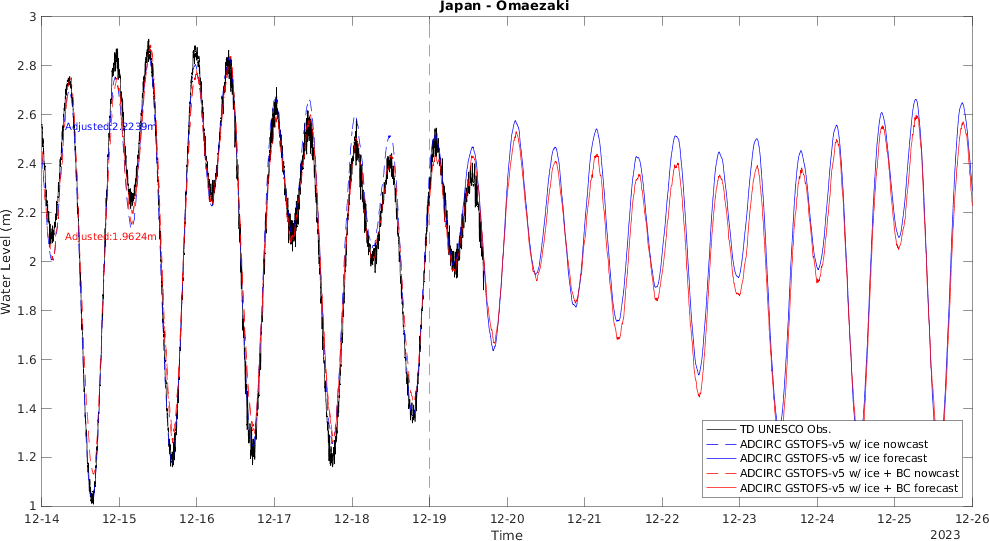 Japan - Omaezaki
3
2.8
2.6
2.4
2.2
2
1.8
1.6
1.4
1.2
1
Water Level (m)
Adjusted:2.2239m
Adjusted:1.9624m
TD UNESCO Obs.
ADCIRC GSTOFS-v5 w/ ice nowcast
ADCIRC GSTOFS-v5 w/ ice forecast
ADCIRC GSTOFS-v5 w/ ice + BC nowcast
ADCIRC GSTOFS-v5 w/ ice + BC forecast
12-14 12-15 12-16 12-17 12-18 12-19 12-20 12-21 12-22 12-23 12-24 12-25 12-26
Time
2023